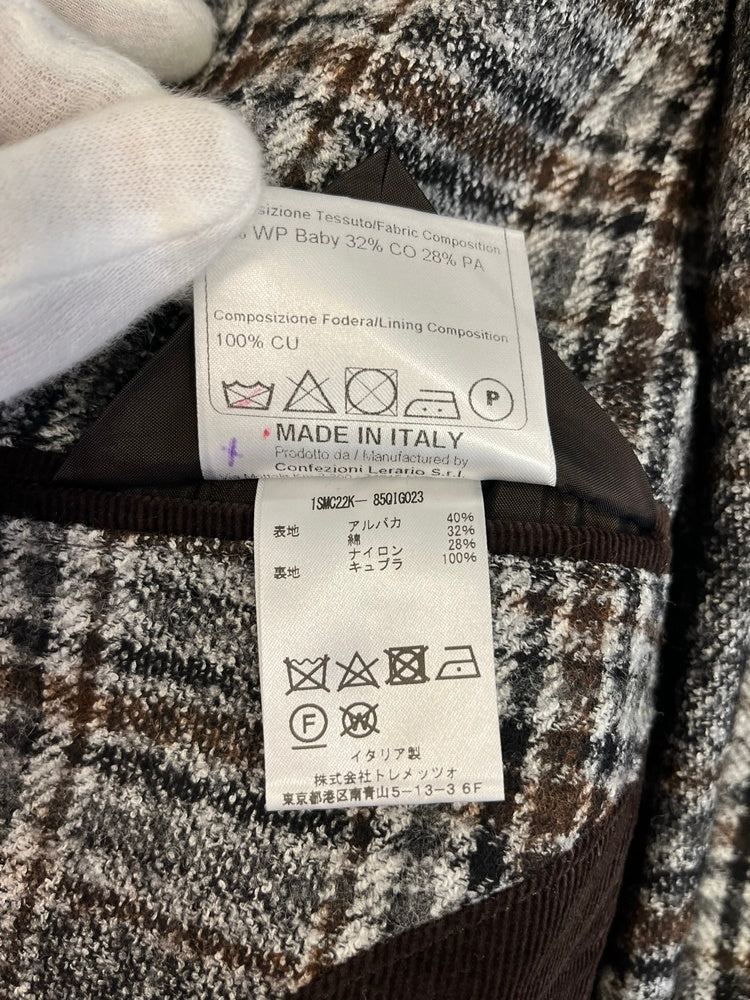 sizione Tessuto/Fabric Composition
% WP Baby 32% CO 28% PA
Composizione Fodera/Lining Composition
100% CU
P
MADE IN ITALY
Prodotto da / Manufactured by
Confezioni Lerario S.r.l.
1SMC22K- 85QIG023
表地 アルパカ 40%
綿 32%
ナイロン 28%
裏地 キュプラ 100%
F W
イタリア製
株式会社トレメッツォ
東京都港区南青山5-13-3 6F